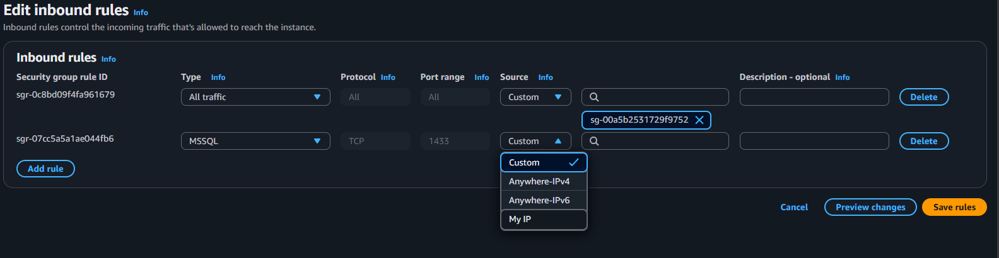 Edit inbound rules Info
Inbound rules control the incoming traffic that's allowed to reach the instance.
Inbound rules Info
Security group rule ID Type Info Protocol Info Port range Info Source Info Description - optional Info
sgr-0c8bd09f4fa961679 All traffic All All Custom Delete
sg-00a5b2531729f9752
sgr-07cc5a5a1ae044fb6 MSSQL TCP 1433 Custom Delete
Custom
Anywhere-IPv4
Anywhere-IPv6
My IP
Add rule
Cancel Preview changes Save rules